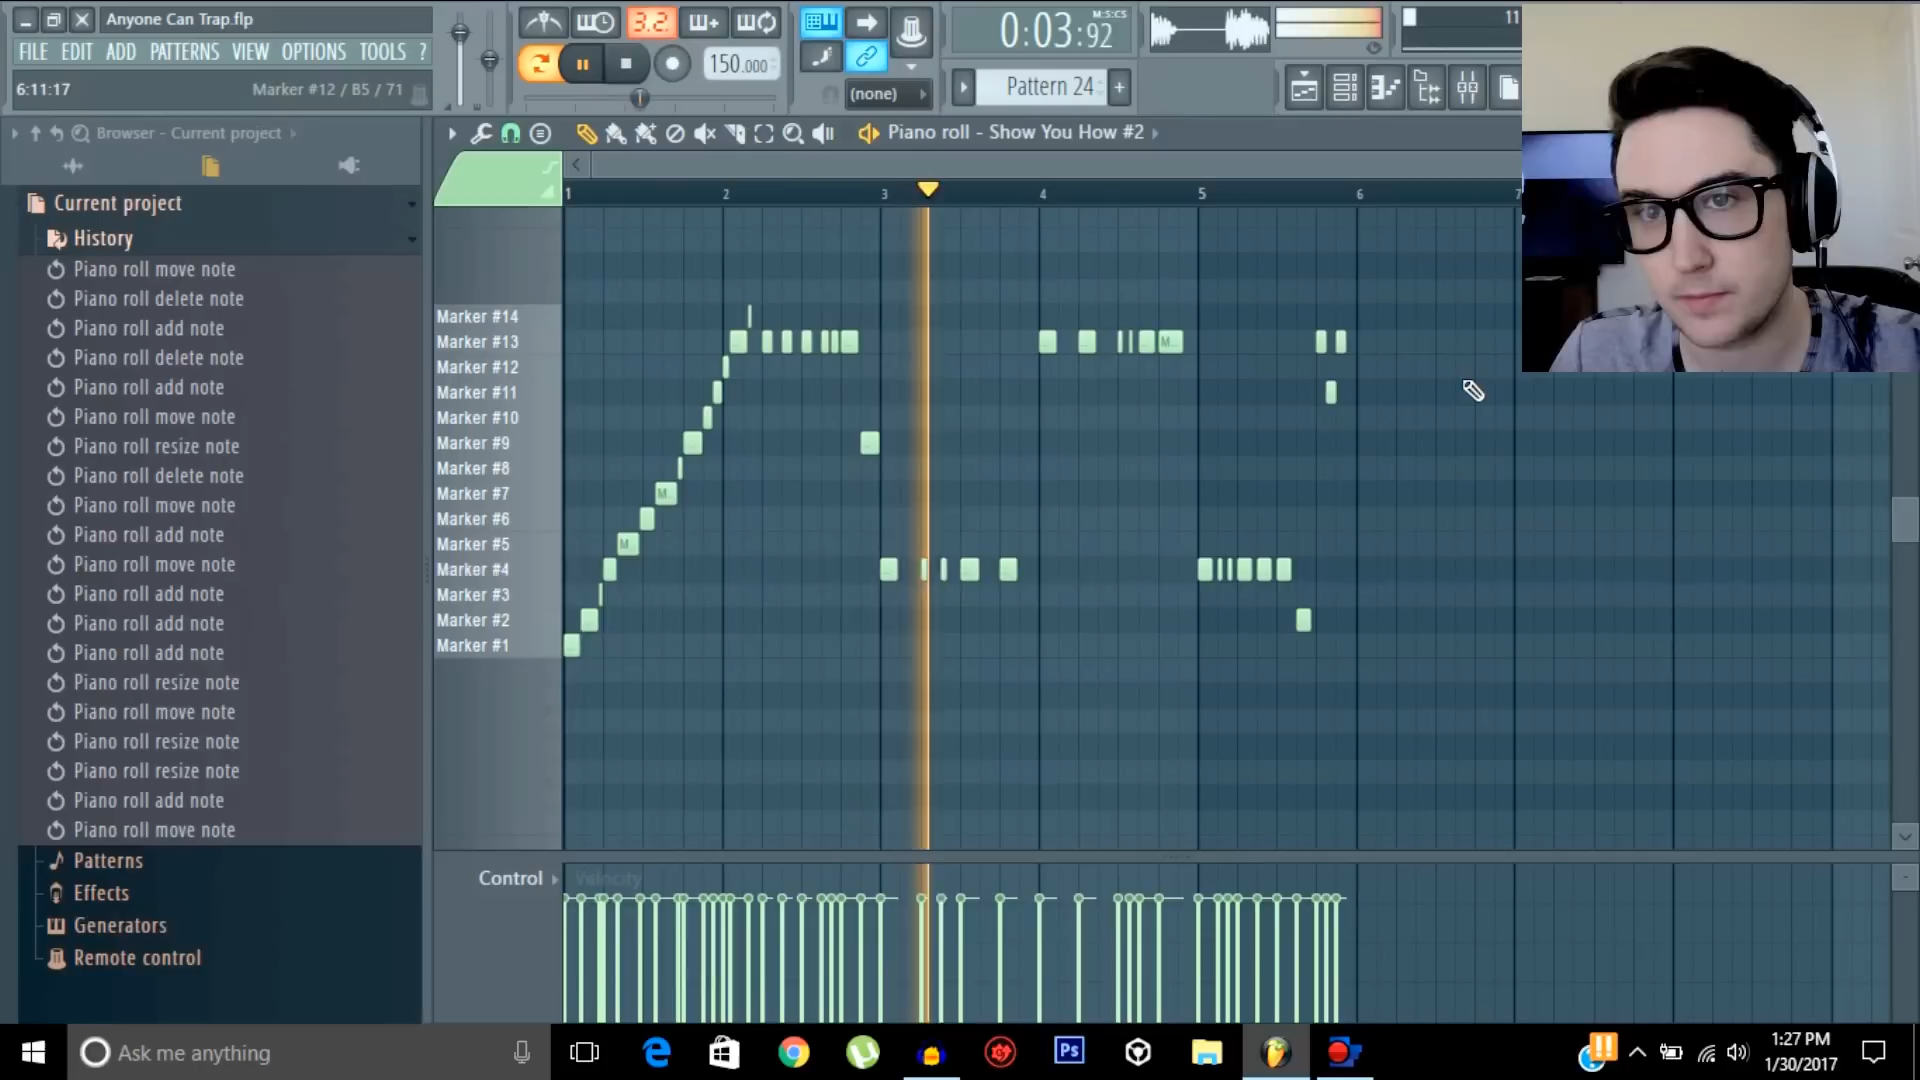 Anyone Can Trap.flp
FILE EDIT ADD PATTERNS VIEW OPTIONS TOOLS ?
6:11:17 Marker #12 / B5 / 71
3.2.
150.000
(none)
0:03:92
M:S:CS
Pattern 24
11
Browser - Current project
Piano roll - Show You How #2
Current project
History
Piano roll move note
Piano roll delete note
Piano roll add note
Piano roll delete note
Piano roll add note
Piano roll move note
Piano roll resize note
Piano roll delete note
Piano roll move note
Piano roll add note
Piano roll move note
Piano roll add note
Piano roll add note
Piano roll add note
Piano roll resize note
Piano roll move note
Piano roll resize note
Piano roll resize note
Piano roll add note
Piano roll move note
Patterns
Effects
Generators
Remote control
1 2 3 4 5 6 7
Marker #14
Marker #13
M...
Marker #12
Marker #11
Marker #10
Marker #9
Marker #8
Marker #7
M..
Marker #6
Marker #5
M
Marker #4
Marker #3
Marker #2
Marker #1
Control
Velocity
Ask me anything
Ps
1:27 PM
1/30/2017